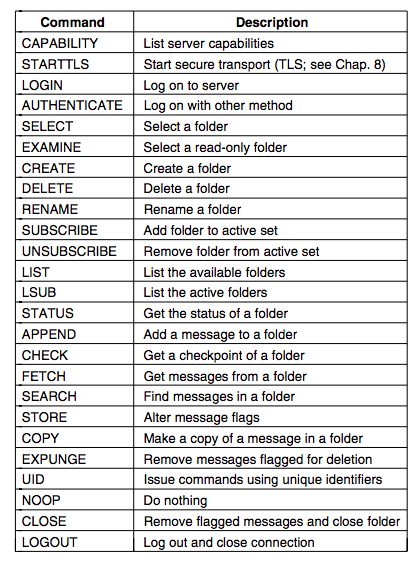 Command Description
CAPABILITY List server capabilities
STARTTLS Start secure transport (TLS; see Chap. 8)
LOGIN Log on to server
AUTHENTICATE Log on with other method
SELECT Select a folder
EXAMINE Select a read-only folder
CREATE Create a folder
DELETE Delete a folder
RENAME Rename a folder
SUBSCRIBE Add folder to active set
UNSUBSCRIBE Remove folder from active set
LIST List the available folders
LSUB List the active folders
STATUS Get the status of a folder
APPEND Add a message to a folder
CHECK Get a checkpoint of a folder
FETCH Get messages from a folder
SEARCH Find messages in a folder
STORE Alter message flags
COPY Make a copy of a message in a folder
EXPUNGE Remove messages flagged for deletion
UID Issue commands using unique identifiers
NOOP Do nothing
CLOSE Remove flagged messages and close folder
LOGOUT Log out and close connection